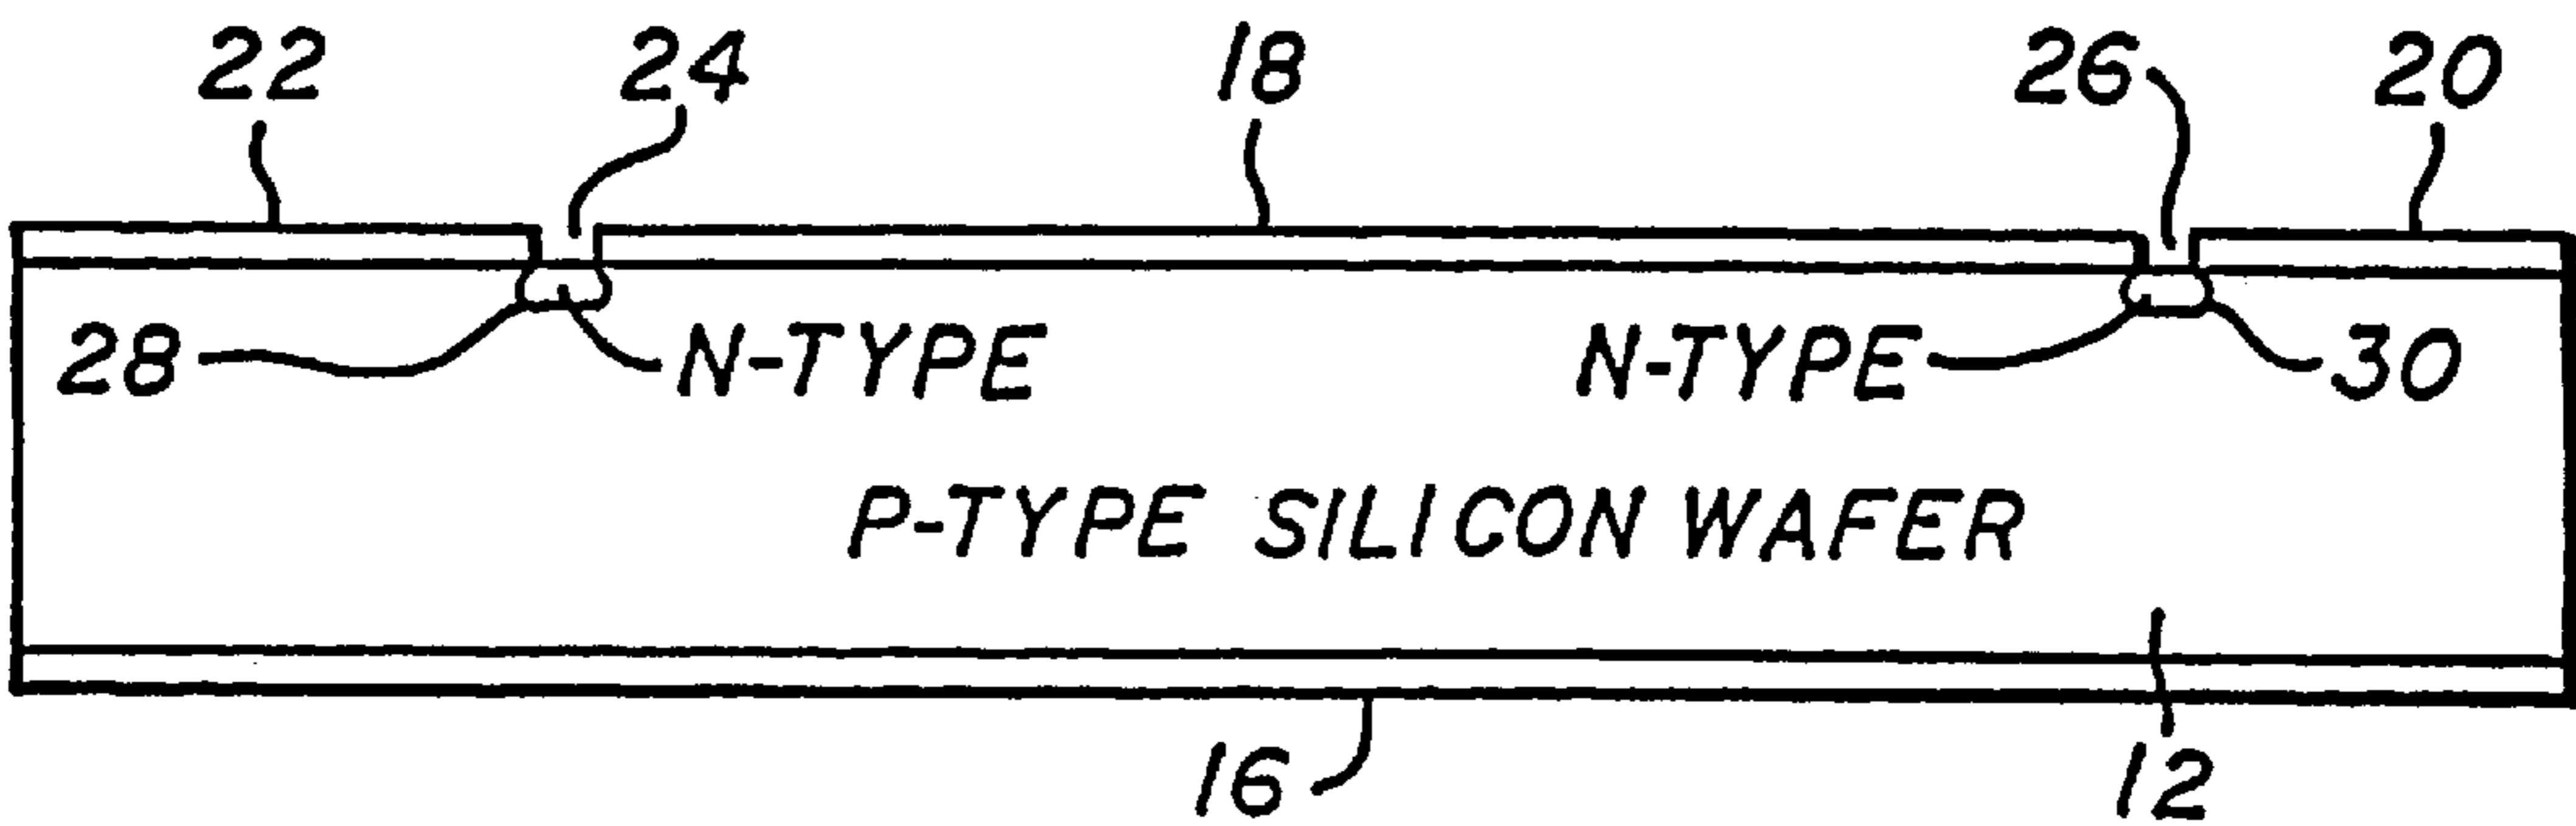 22 24 18 26 20
28 N-TYPE N-TYPE 30
P-TYPE SILICON WAFER
16 12